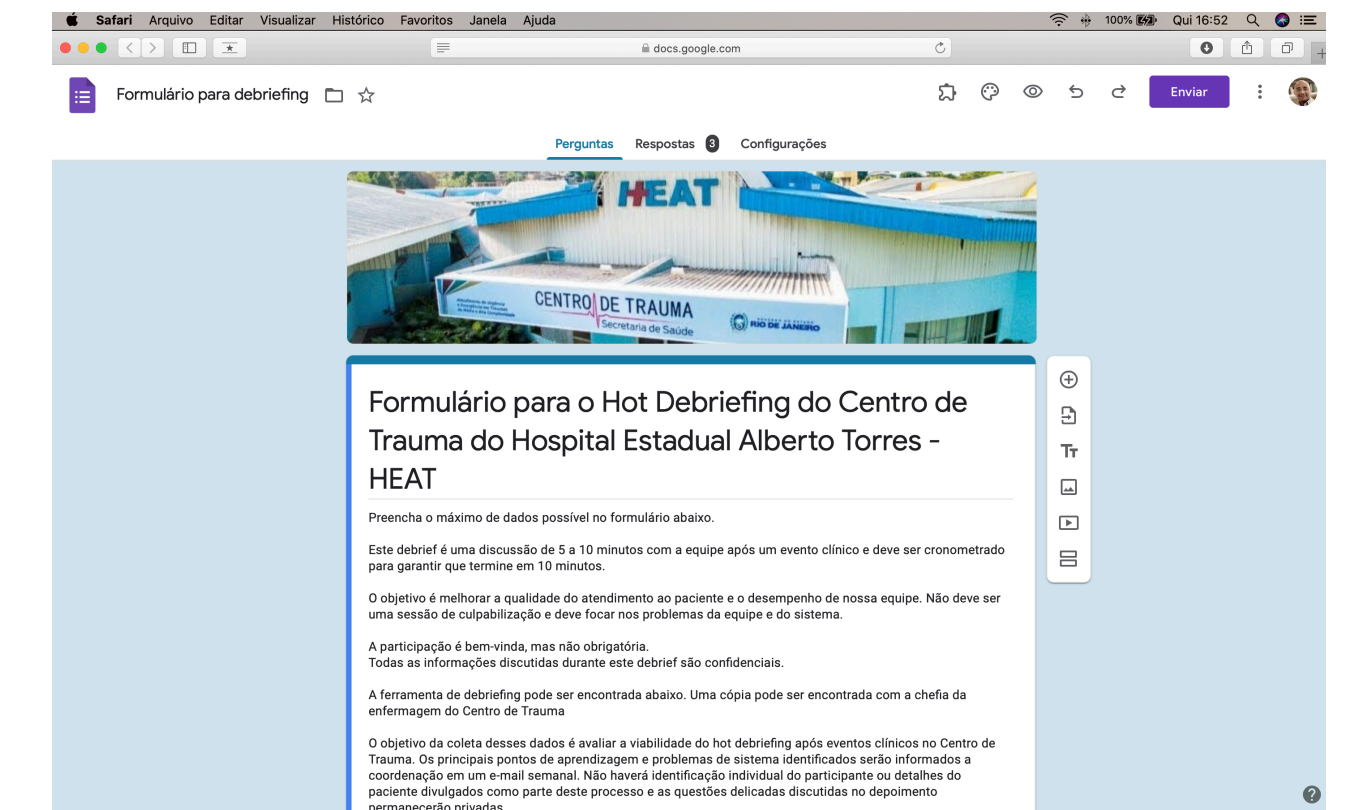 Safari Arquivo Editar Visualizar Histórico Favoritos Janela Ajuda 100% Qui 16:52
docs.google.com
Formulário para debriefing
Enviar
Perguntas Respostas 3 Configurações
HEAT
CENTRO DE TRAUMA
Secretaria de Saúde
RIO DE JANEIRO
Formulário para o Hot Debriefing do Centro de
Trauma do Hospital Estadual Alberto Torres -
HEAT
Preencha o máximo de dados possível no formulário abaixo.
Este debrief é uma discussão de 5 a 10 minutos com a equipe após um evento clínico e deve ser cronometrado
para garantir que termine em 10 minutos.
O objetivo é melhorar a qualidade do atendimento ao paciente e o desempenho de nossa equipe. Não deve ser
uma sessão de culpabilização e deve focar nos problemas da equipe e do sistema.
A participação é bem-vinda, mas não obrigatória.
Todas as informações discutidas durante este debrief são confidenciais.
A ferramenta de debriefing pode ser encontrada abaixo. Uma cópia pode ser encontrada com a chefia da
enfermagem do Centro de Trauma
O objetivo da coleta desses dados é avaliar a viabilidade do hot debriefing após eventos clínicos no Centro de
Trauma. Os principais pontos de aprendizagem e problemas de sistema identificados serão informados a
coordenação em um e-mail semanal. Não haverá identificação individual do participante ou detalhes do
paciente divulgados como parte deste processo e as questões delicadas discutidas no depoimento
permanecerão privadas